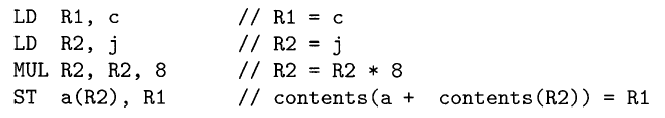 LD R1, c // R1 = c
LD R2, j // R2 = j
MUL R2, R2, 8 // R2 = R2 * 8
ST a(R2), R1 // contents(a + contents(R2)) = R1